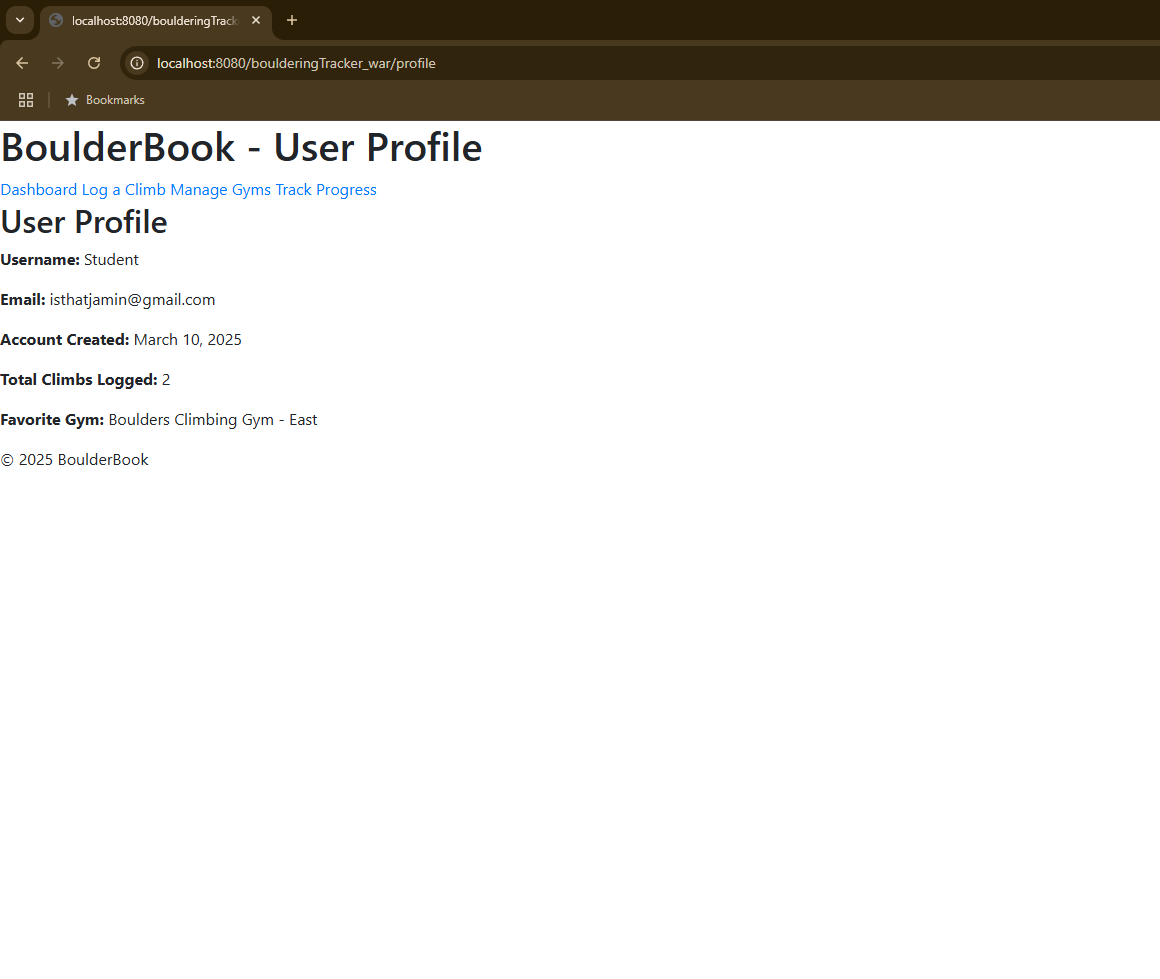 localhost:8080/boulderingTrack
localhost:8080/boulderingTracker_war/profile
Bookmarks
BoulderBook - User Profile
Dashboard Log a Climb Manage Gyms Track Progress
User Profile
Username: Student
Email: isthatjamin@gmail.com
Account Created: March 10, 2025
Total Climbs Logged: 2
Favorite Gym: Boulders Climbing Gym - East
© 2025 BoulderBook